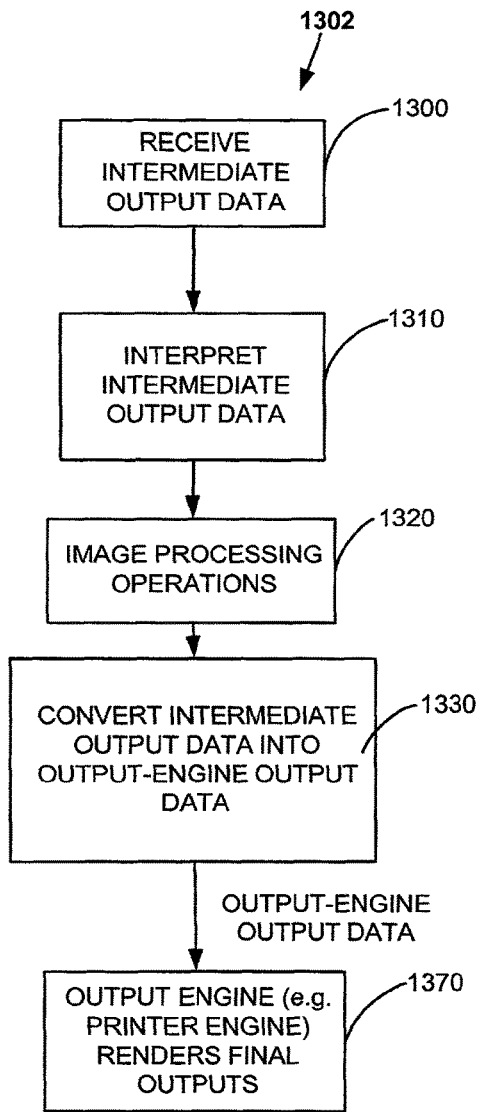 1302
1300
RECEIVE
INTERMEDIATE
OUTPUT DATA
1310
INTERPRET
INTERMEDIATE
OUTPUT DATA
1320
IMAGE PROCESSING
OPERATIONS
1330
CONVERT INTERMEDIATE
OUTPUT DATA INTO
OUTPUT-ENGINE OUTPUT
DATA
OUTPUT-ENGINE
OUTPUT DATA
1370
OUTPUT ENGINE (e.g.
PRINTER ENGINE)
RENDERS FINAL
OUTPUTS